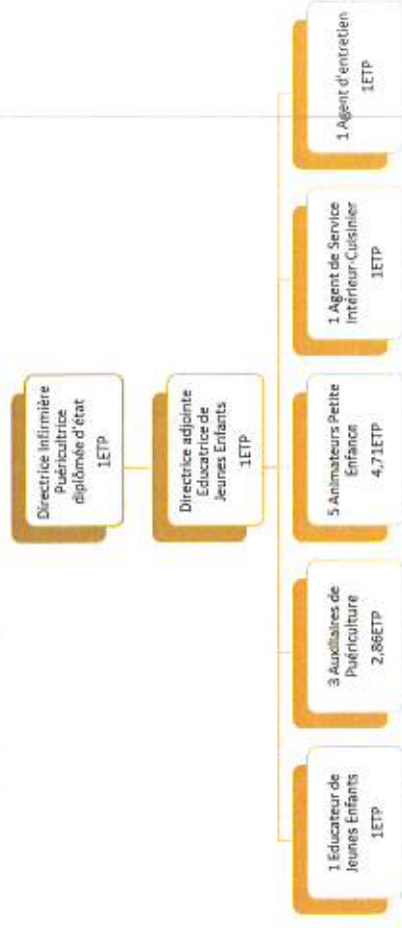 Directrice Infirmière
Puéricultrice
diplômée d'état
1ETP
Directrice adjointe
Educatrice de
Jeunes Enfants
1ETP
1 Educateur de
Jeunes Enfants
1ETP
3 Auxiliaires de
Puériculture
2,86ETP
5 Animateurs Petite
Enfance
4,71ETP
1 Agent de Service
Intérieur-Cuisinier
1ETP
1 Agent d'entretien
1ETP